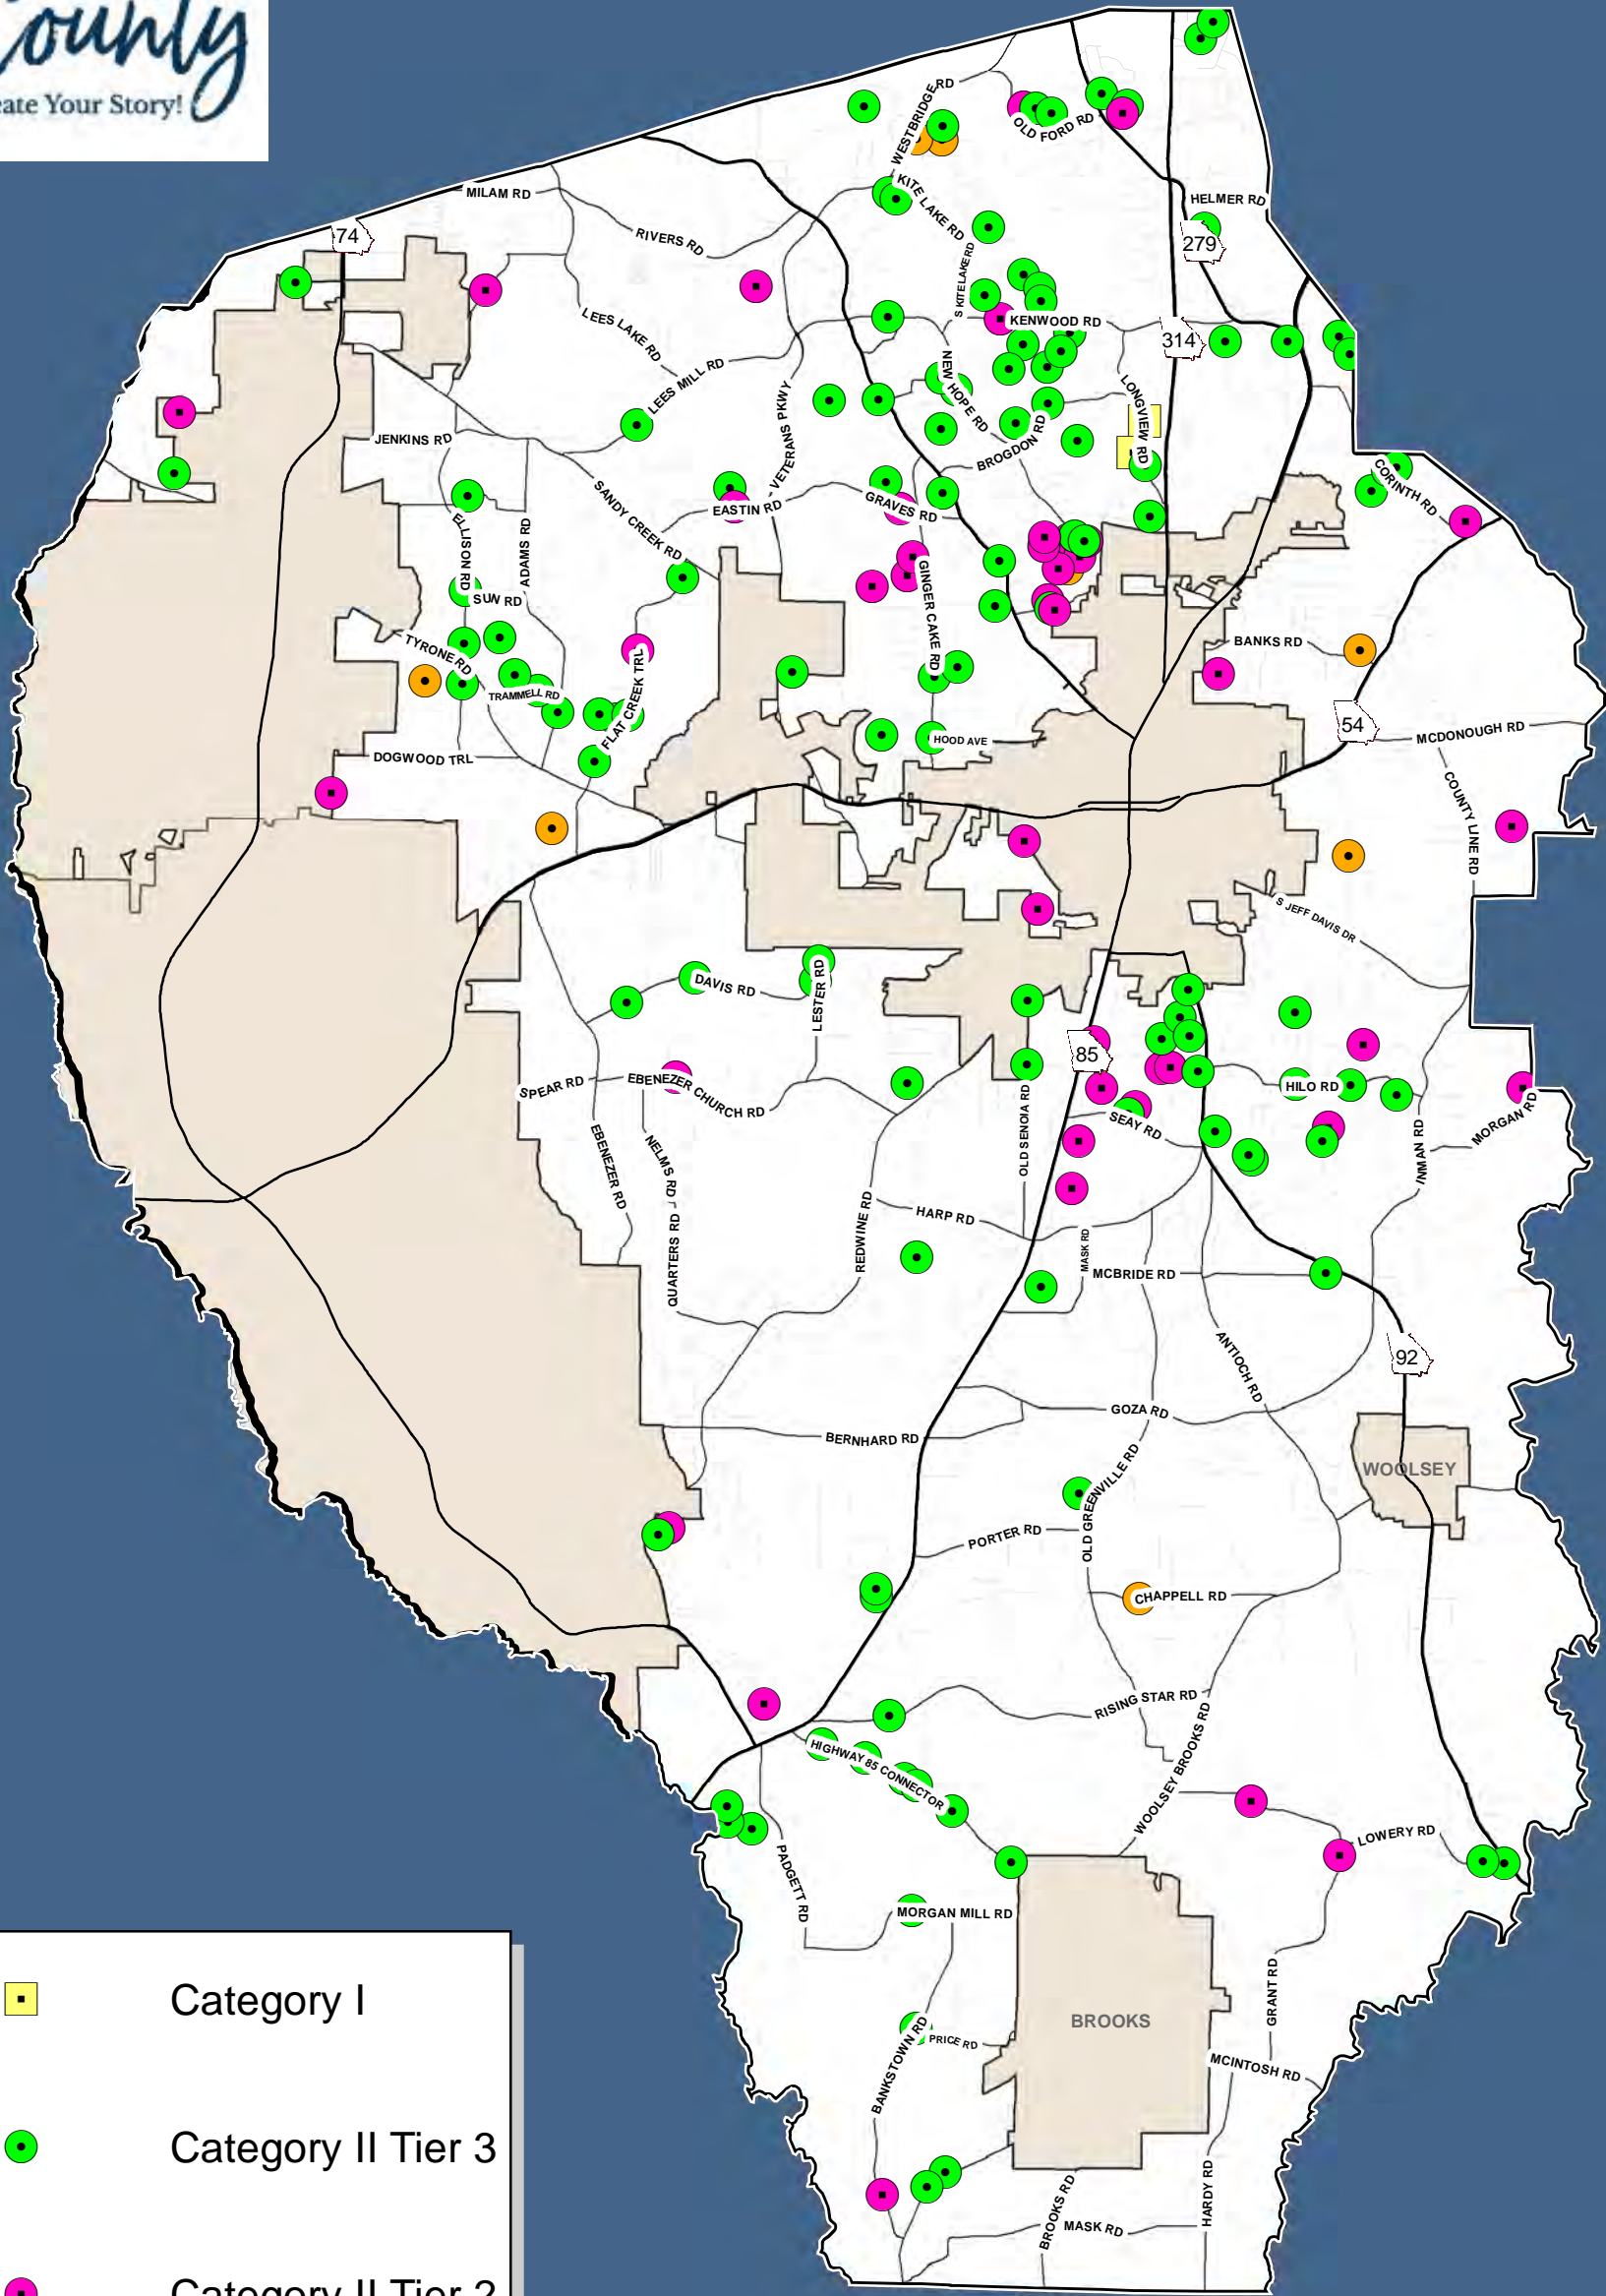 County
eate Your Story!
WESTBRIDGE RD
OLD FORD RD
MILAM RD
KITE LAKE RD
HELMER RD
74
RIVERS RD
279
S KITE LAKE RD
LEES LAKE RD
KENWOOD RD
314
LEES MILL RD
NEW HOPE RD
LONGVIEW RD
VETERANS PKWY
JENKINS RD
BROGDON RD
CORINTH RD
SANDY CREEK RD
EASTIN RD
GRAVES RD
ELLISON RD
ADAMS RD
GINGER CAKE RD
SUN RD
TYRONE RD
BANKS RD
TRAMMELL RD
FLAT CREEK TRL
54
MCDONOUGH RD
HOOD AVE
DOGWOOD TRL
COUNTY LINE RD
S JEFF DAVIS DR
DAVIS RD
LESTER RD
85
SPEAR RD
EBENEZER CHURCH RD
HILO RD
OLD SENOIA RD
SEAY RD
MORGAN RD
EBENEZER RD
NELMS RD
INMAN RD
QUARTERS RD
REDWINE RD
HARP RD
MASK RD
MCBRIDE RD
ANTIOCH RD
92
GOZA RD
BERNHARD RD
WOOLSEY
OLD GREENVILLE RD
PORTER RD
CHAPPELL RD
RISING STAR RD
HIGHWAY 85 CONNECTOR
WOOLSEY BROOKS RD
LOWERY RD
PADGETT RD
MORGAN MILL RD
GRANT RD
BROOKS
BANKSTOWN RD
PRICE RD
MCINTOSH RD
HARDY RD
BROOKS RD
MASK RD
Category I
Category II Tier 3
Category II Tier 2